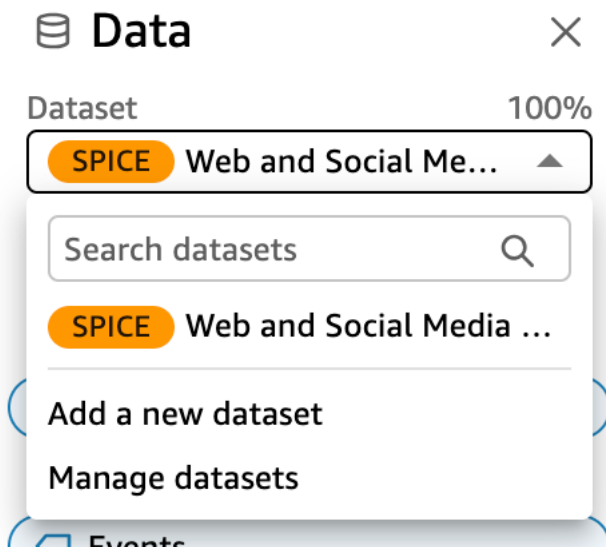 Data
Dataset 100%
SPICE Web and Social Me...
Search datasets
SPICE Web and Social Media ...
Add a new dataset
Manage datasets
Events